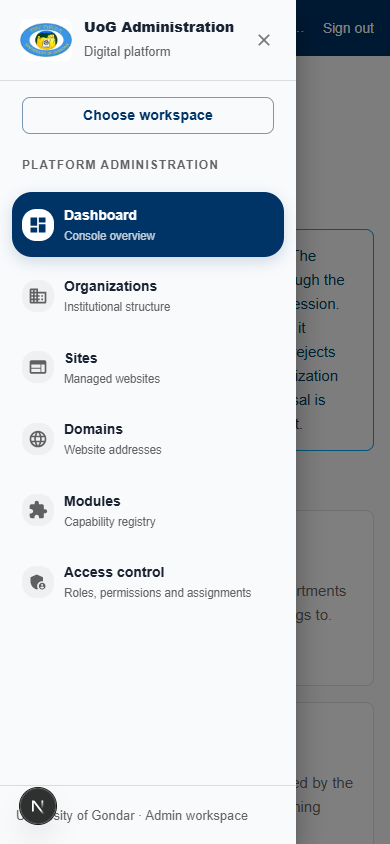 UoG Administration
Digital platform
... Sign out
Choose workspace
PLATFORM ADMINISTRATION
Dashboard
Console overview
Organizations
Institutional structure
Sites
Managed websites
Domains
Website addresses
Modules
Capability registry
Access control
Roles, permissions and assignments
The
ugh the
ession.
it
ejects
ization
sal is
t.
rtments
gs to.
ed by the
ning
N
U sity of Gondar · Admin workspace